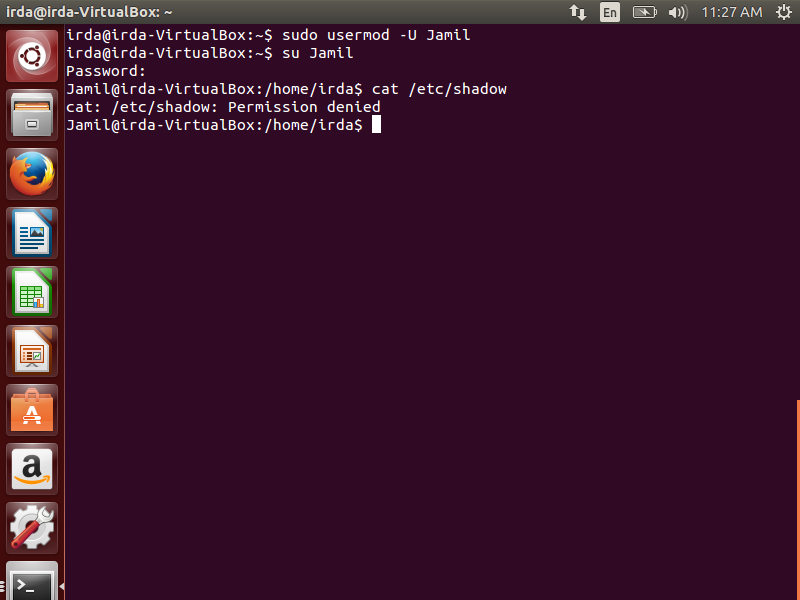 irda@irda-VirtualBox: ~
En
11:27 AM
irda@irda-VirtualBox:~$ sudo usermod -U Jamil
irda@irda-VirtualBox:~$ su Jamil
Password:
Jamil@irda-VirtualBox:/home/irda$ cat /etc/shadow
cat: /etc/shadow: Permission denied
Jamil@irda-VirtualBox:/home/irda$
A
a
>_